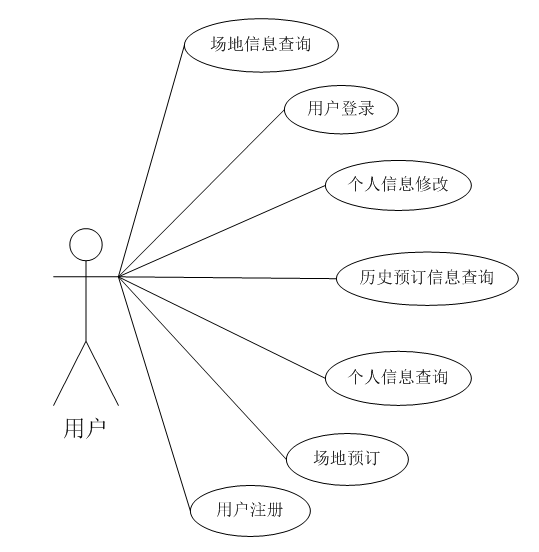 场地信息查询
用户登录
个人信息修改
历史预订信息查询
个人信息查询
用户
场地预订
用户注册